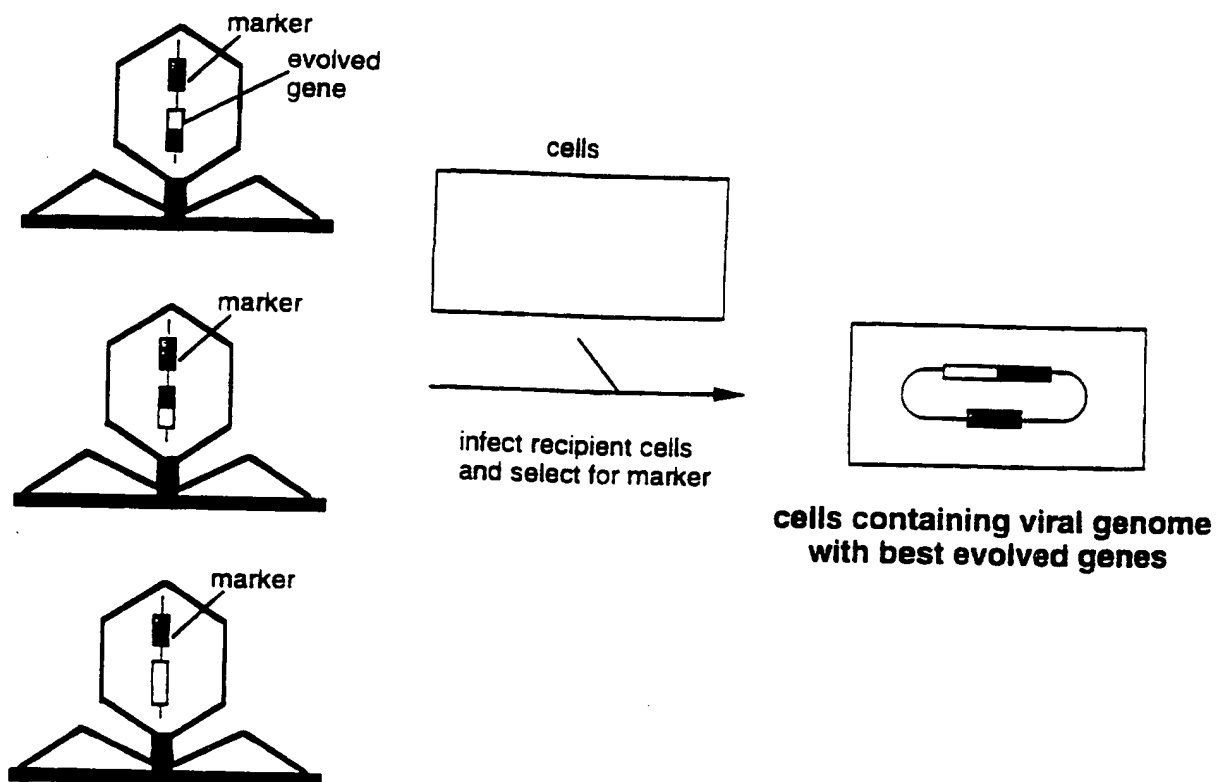 marker
evolved
gene
cells
marker
infect recipient cells
and select for marker
cells containing viral genome
with best evolved genes
marker